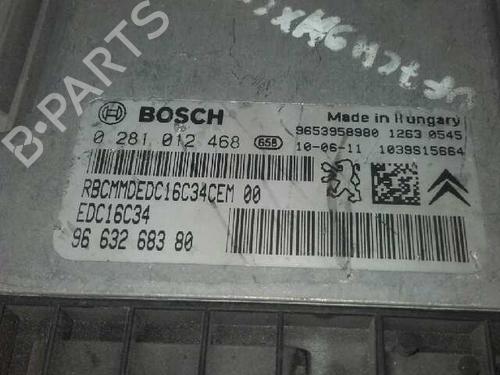 BOSCH
Made in Hungary
0 281 012 468 658
9653958980 1263 0545
10-06-11 1039S15664
RBCMMDEDC16C34CEM 00
EDC16C34
96 632 683 80
B-PARTS